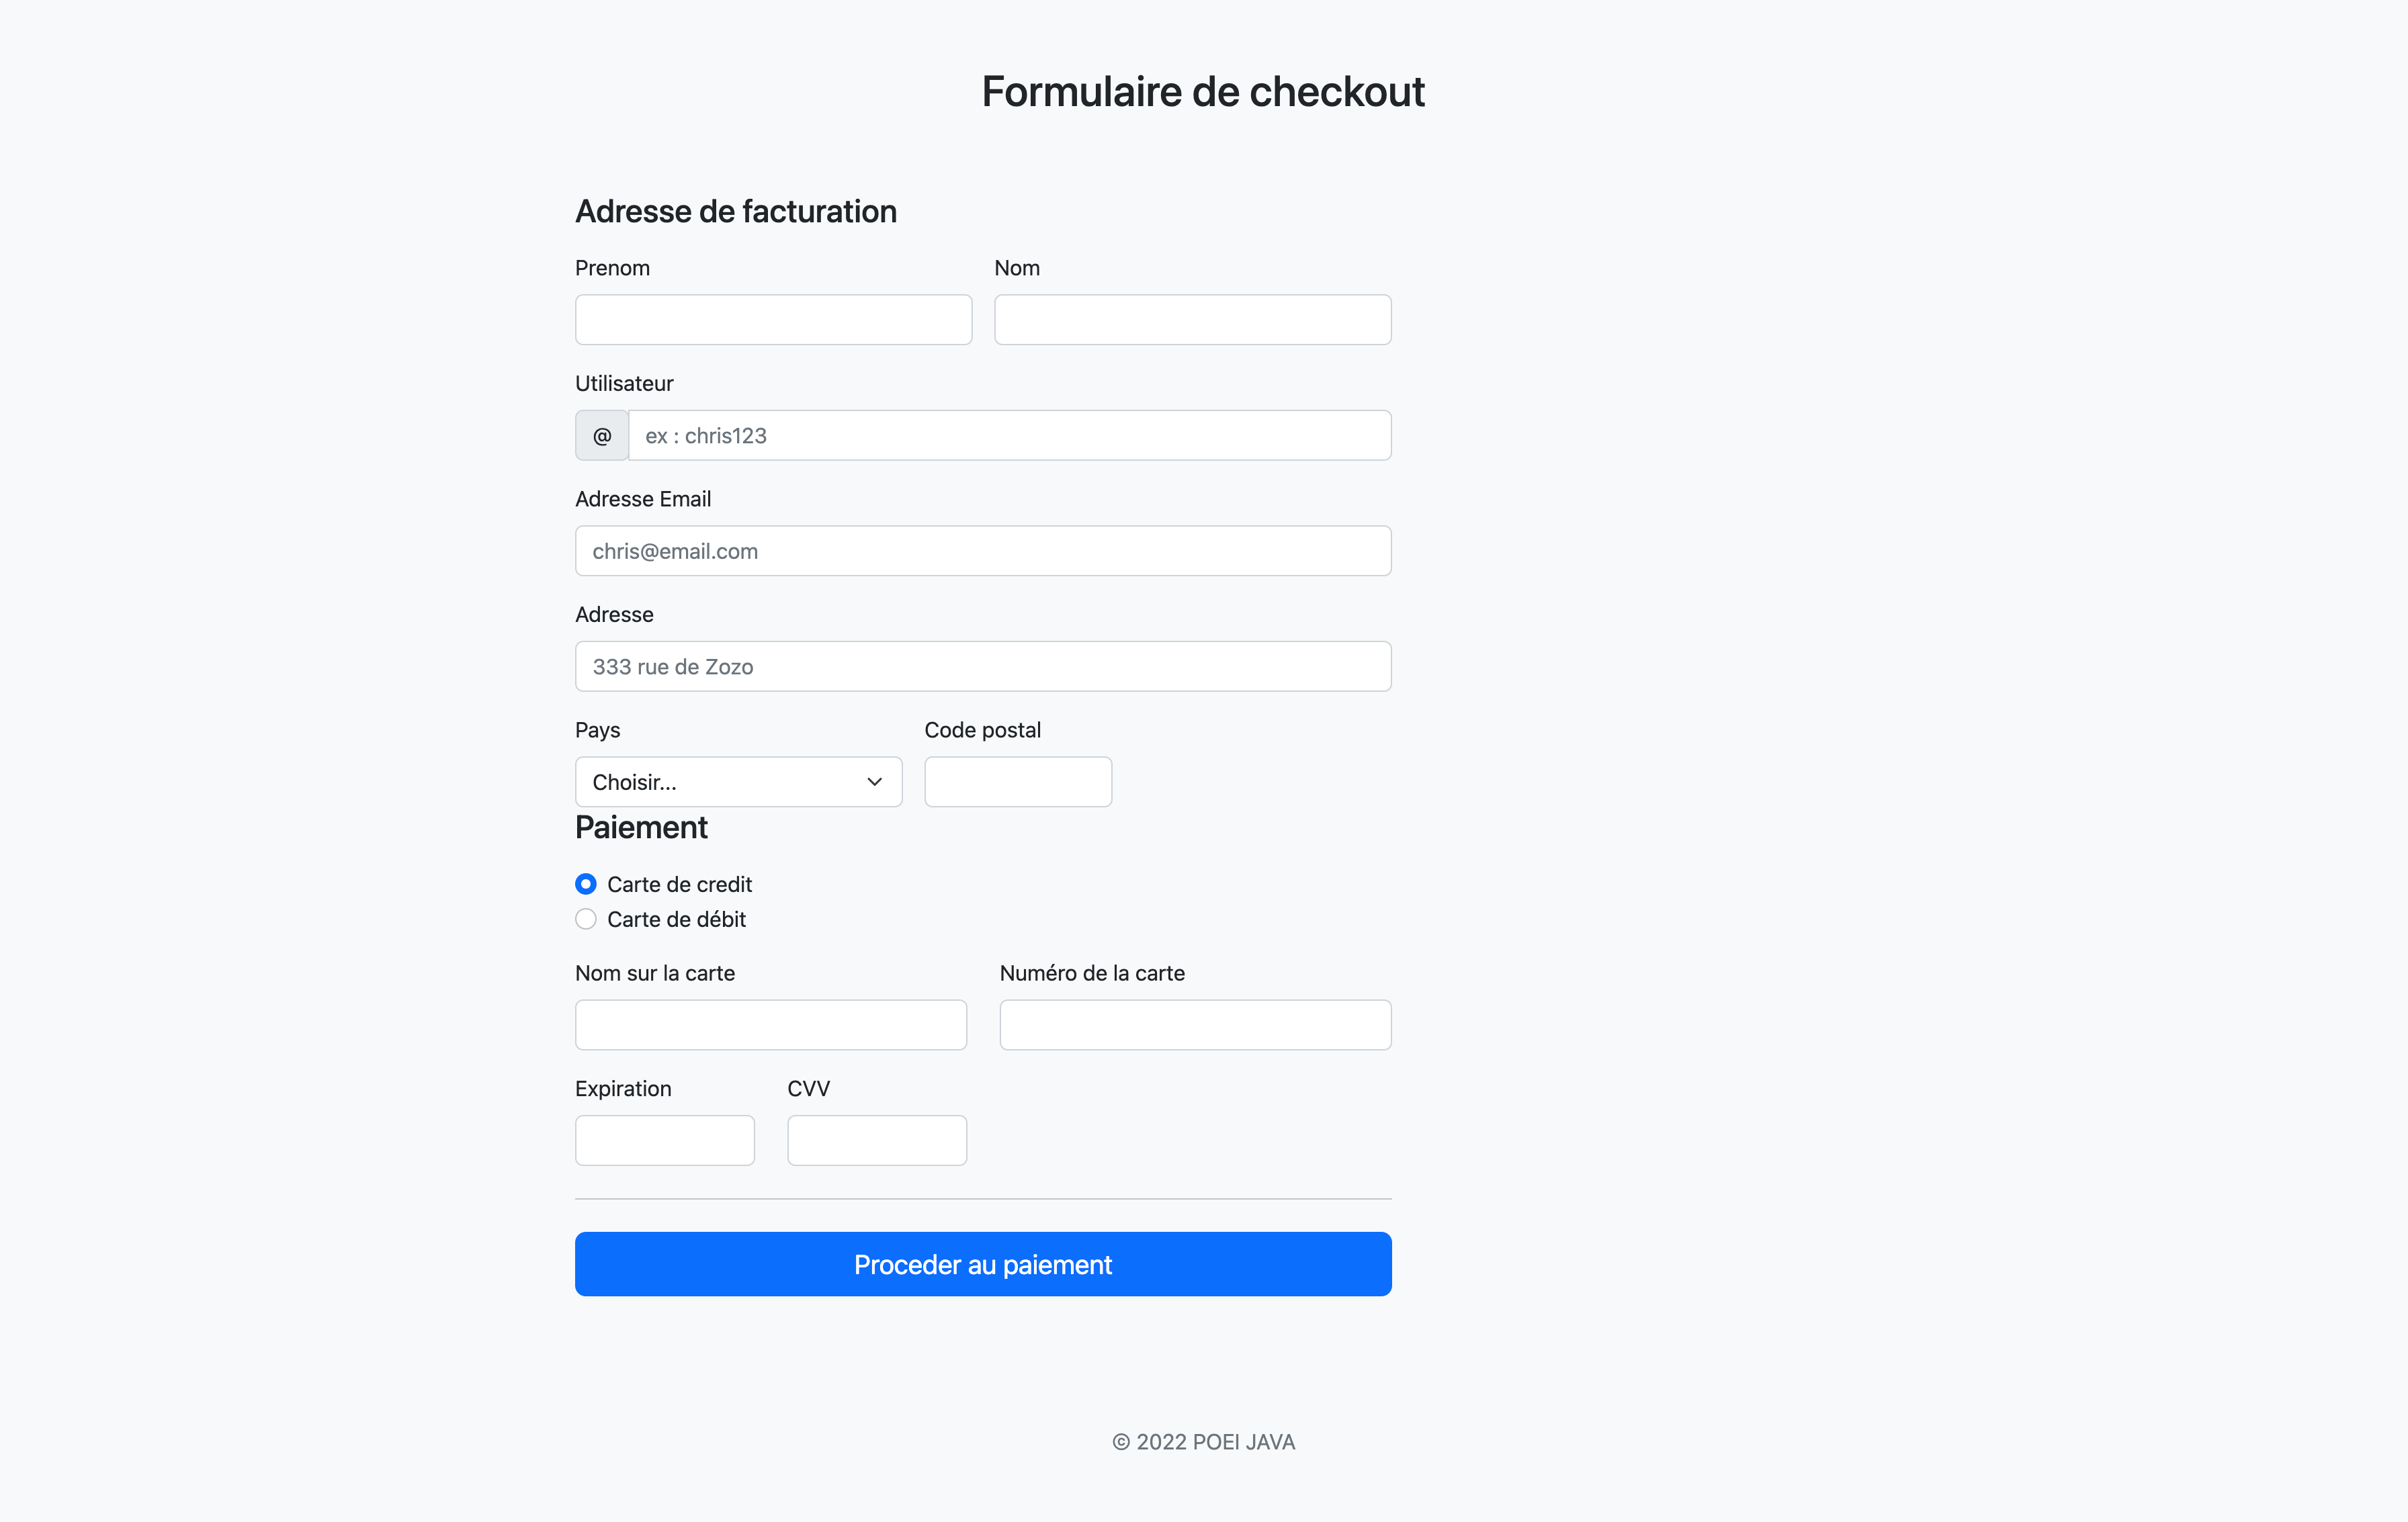 Formulaire de checkout
Adresse de facturation
Prenom Nom
Utilisateur
@ ex : chris123
Adresse Email
chris@email.com
Adresse
333 rue de Zozo
Pays Code postal
Choisir...
Paiement
Carte de credit
Carte de débit
Nom sur la carte Numéro de la carte
Expiration CVV
Proceder au paiement
© 2022 POEI JAVA